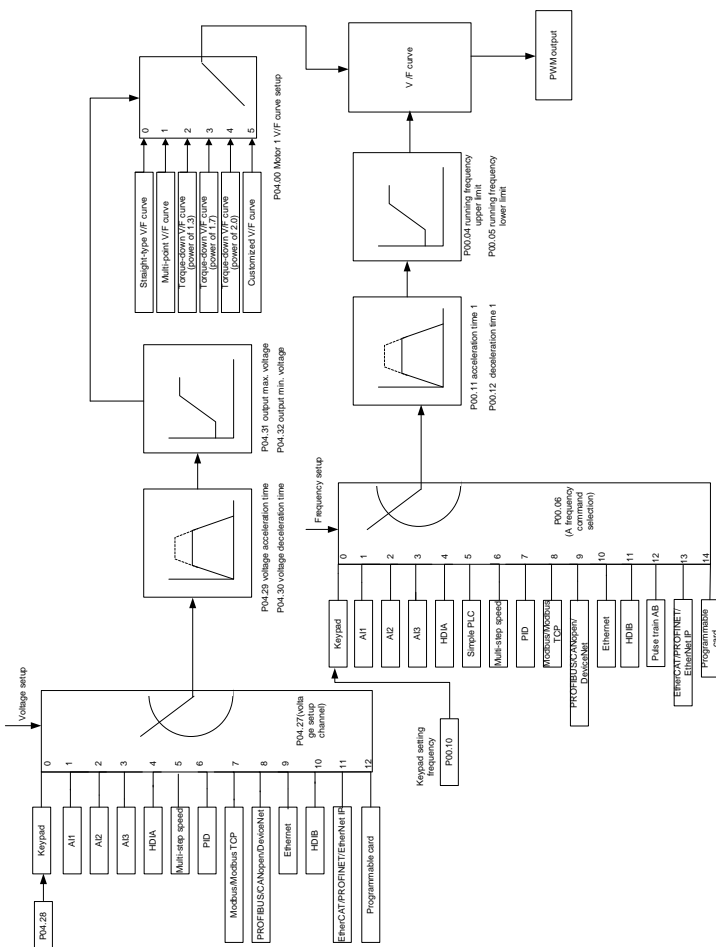 Voltage setup
P04.28
Keypad
AI1
AI2
AI3
HDIA
Multi-step speed
PID
Modbus/Modbus TCP
PROFIBUS/CANopen/DeviceNet
Ethernet
HDIB
EtherCAT/PROFINET/EtherNet IP
Programmable card
0
1
2
3
4
5
6
7
8
9
10
11
12
P04.27(volta
ge setup
channel)
P04.29 voltage acceleration time
P04.30 voltage deceleration time
P04.31 output max. voltage
P04.32 output min. voltage
Straight-type V/F curve
Multi-point V/F curve
Torque-down V/F curve
(power of 1.3)
Torque-down V/F curve
(power of 1.7)
Torque-down V/F curve
(power of 2.0)
Customized V/F curve
0
1
2
3
4
5
P04.00 Motor 1 V/F curve setup
Keypad setting
frequency
P00.10
Frequency setup
Keypad
AI1
AI2
AI3
HDIA
Simple PLC
Multi-step speed
PID
Modbus/Modbus
TCP
PROFIBUS/CANopen/
DeviceNet
Ethernet
HDIB
Pulse train AB
EtherCAT/PROFINET/
EtherNet IP
Programmable
card
0
1
2
3
4
5
6
7
8
9
10
11
12
13
14
P00.06
(A frequency
command
selection)
P00.11 acceleration time 1
P00.12 deceleration time 1
P00.04 running frequency
upper limit
P00.05 running frequency
lower limit
V /F curve
PWM output